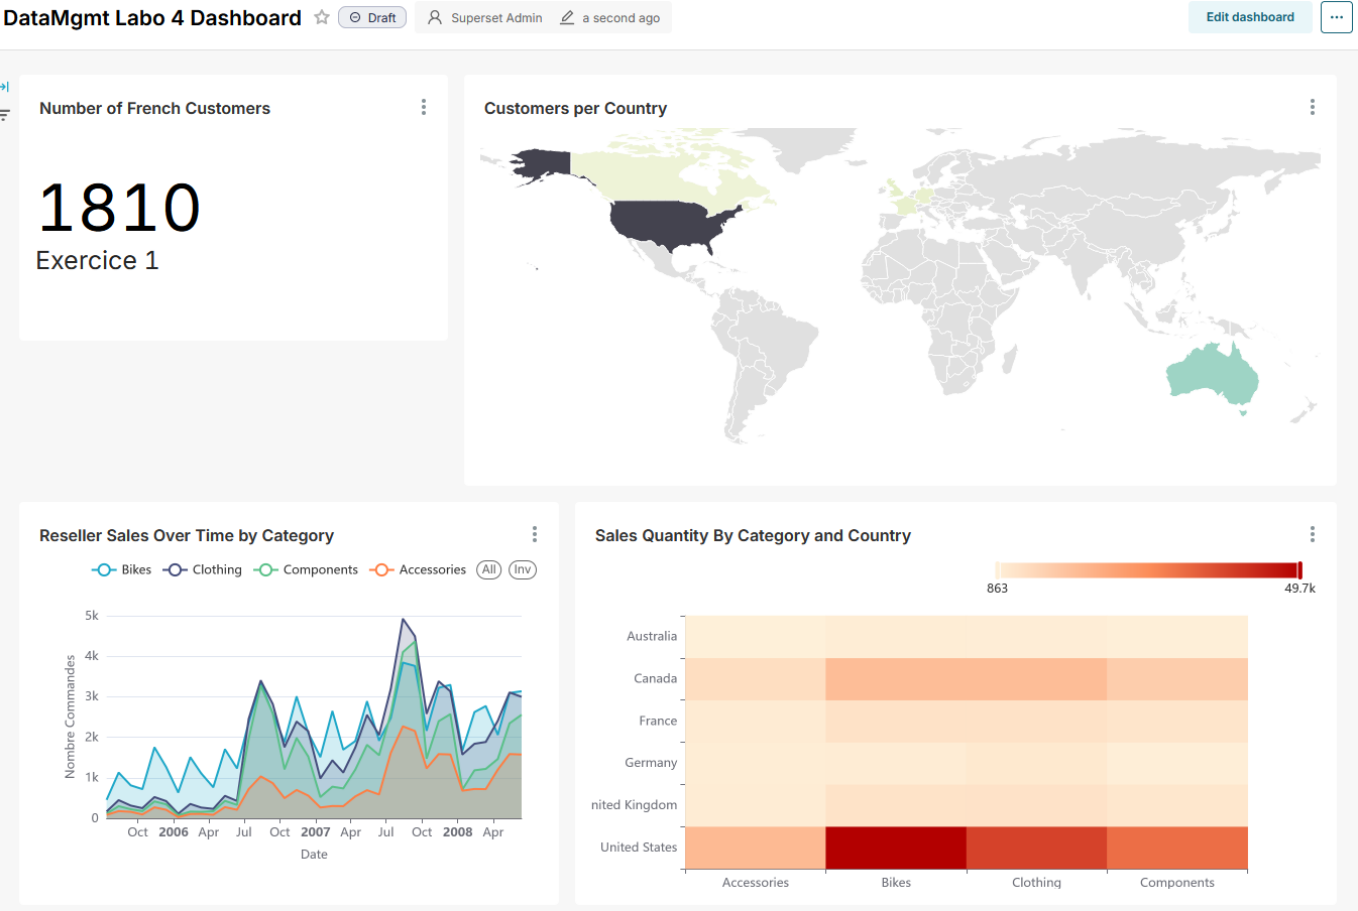 DataMgmt Labo 4 Dashboard Draft Superset Admin a second ago Edit dashboard ...
Number of French Customers
1810
Exercice 1
Customers per Country
Reseller Sales Over Time by Category
Bikes Clothing Components Accessories All Inv
5k
4k
3k
2k
1k
0
Nombre Commandes
Oct 2006 Apr Jul Oct 2007 Apr Jul Oct 2008 Apr
Date
Sales Quantity By Category and Country
863 49.7k
Australia
Canada
France
Germany
nited Kingdom
United States
Accessories Bikes Clothing Components